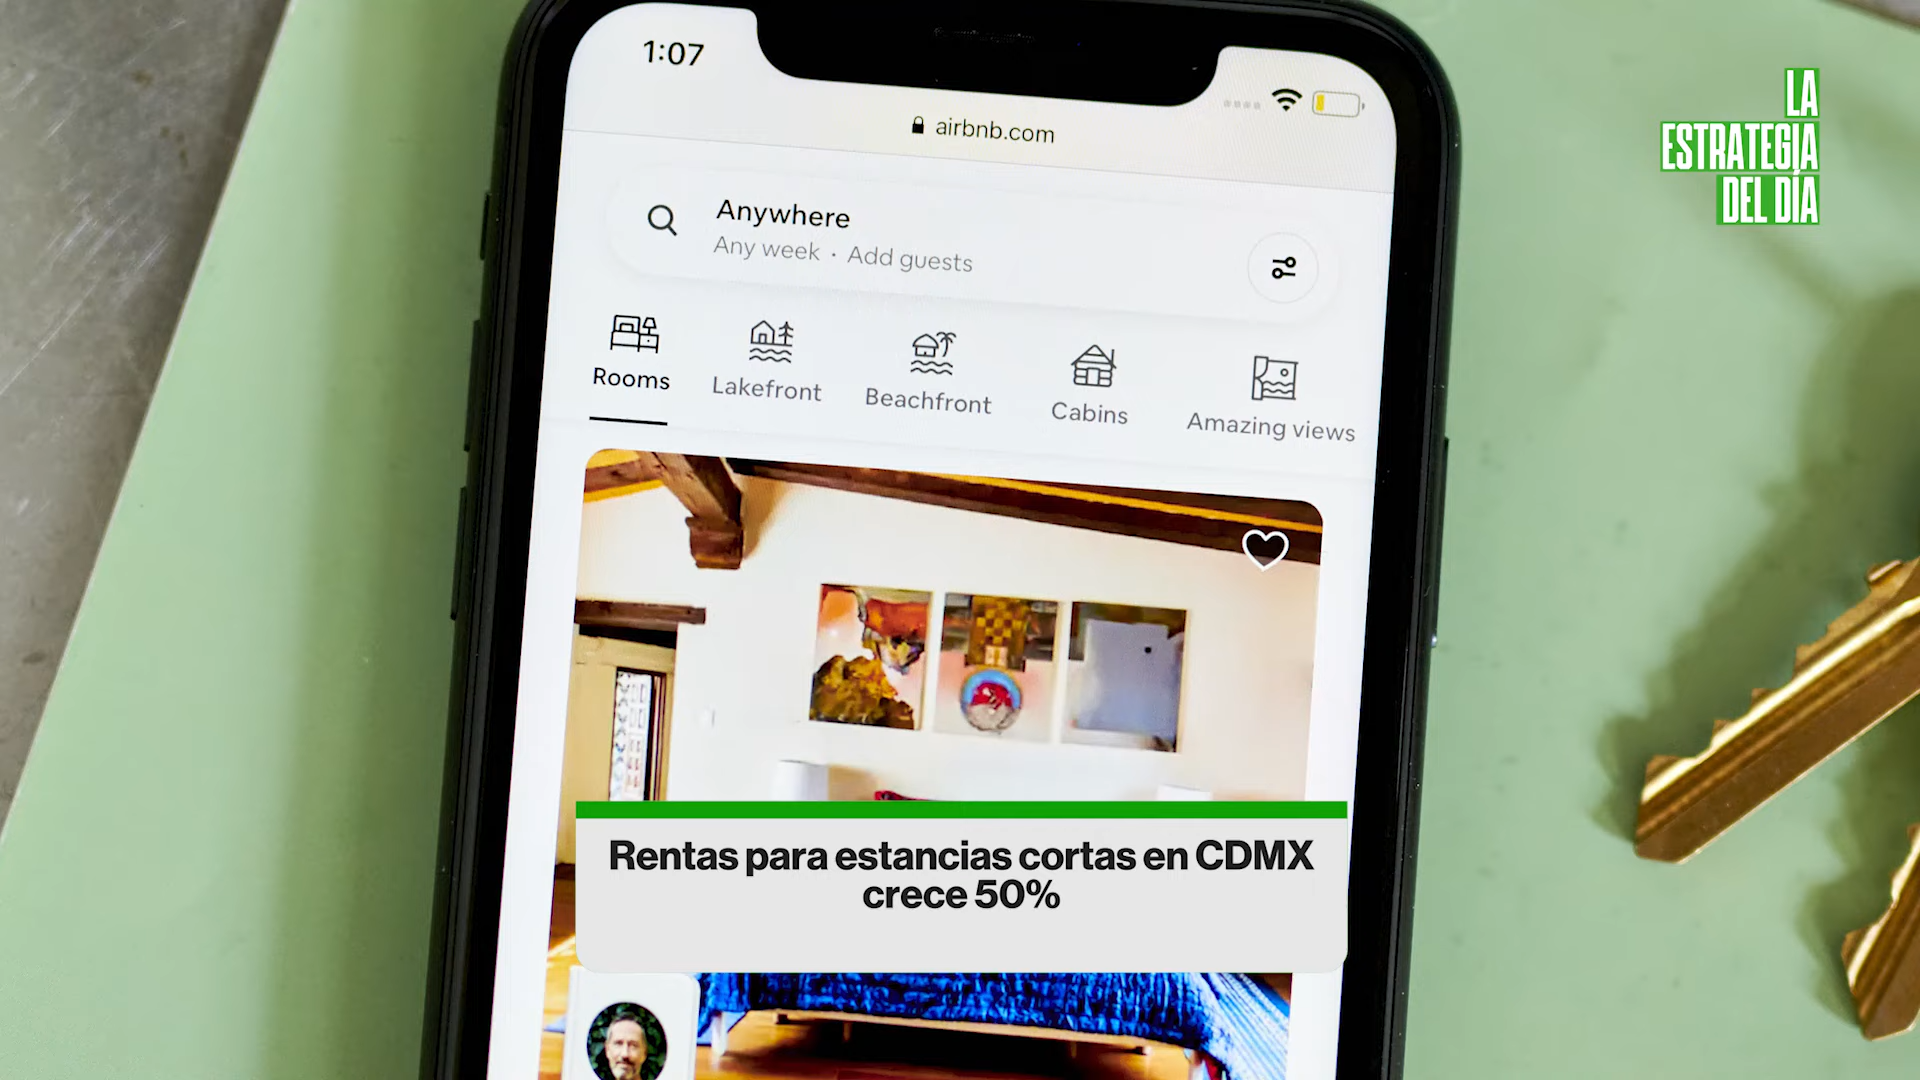 1:07
airbnb.com
Anywhere
Any week · Add guests
Rooms
Lakefront
Beachfront
Cabins
Amazing views
LA
ESTRATEGIA
DEL DÍA
Rentas para estancias cortas en CDMX
crece 50%